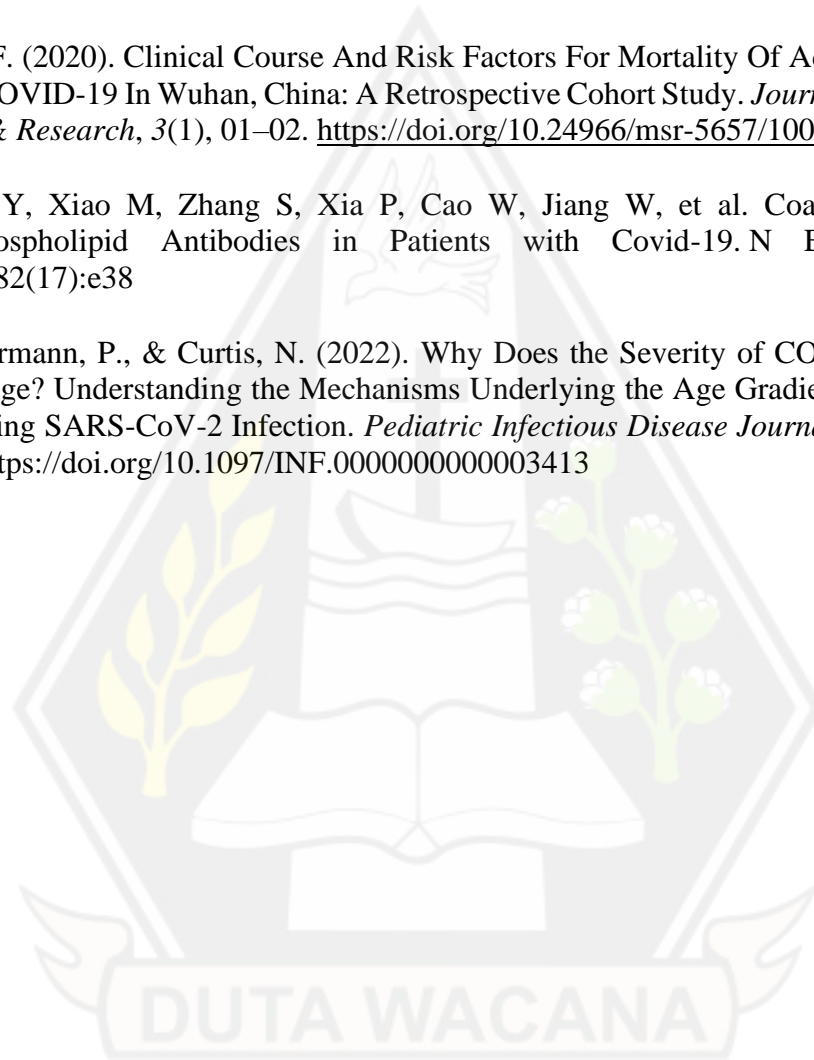 F. (2020). Clinical Course And Risk Factors For Mortality Of A
OVID-19 In Wuhan, China: A Retrospective Cohort Study. Journ
& Research, 3(1), 01–02. https://doi.org/10.24966/msr-5657/100
Y, Xiao M, Zhang S, Xia P, Cao W, Jiang W, et al. Coa
ospholipid Antibodies in Patients with Covid-19. N E
82(17):e38
rmann, P., & Curtis, N. (2022). Why Does the Severity of CO
ge? Understanding the Mechanisms Underlying the Age Gradie
ing SARS-CoV-2 Infection. Pediatric Infectious Disease Journa
ttps://doi.org/10.1097/INF.0000000000003413
DUTA WACANA